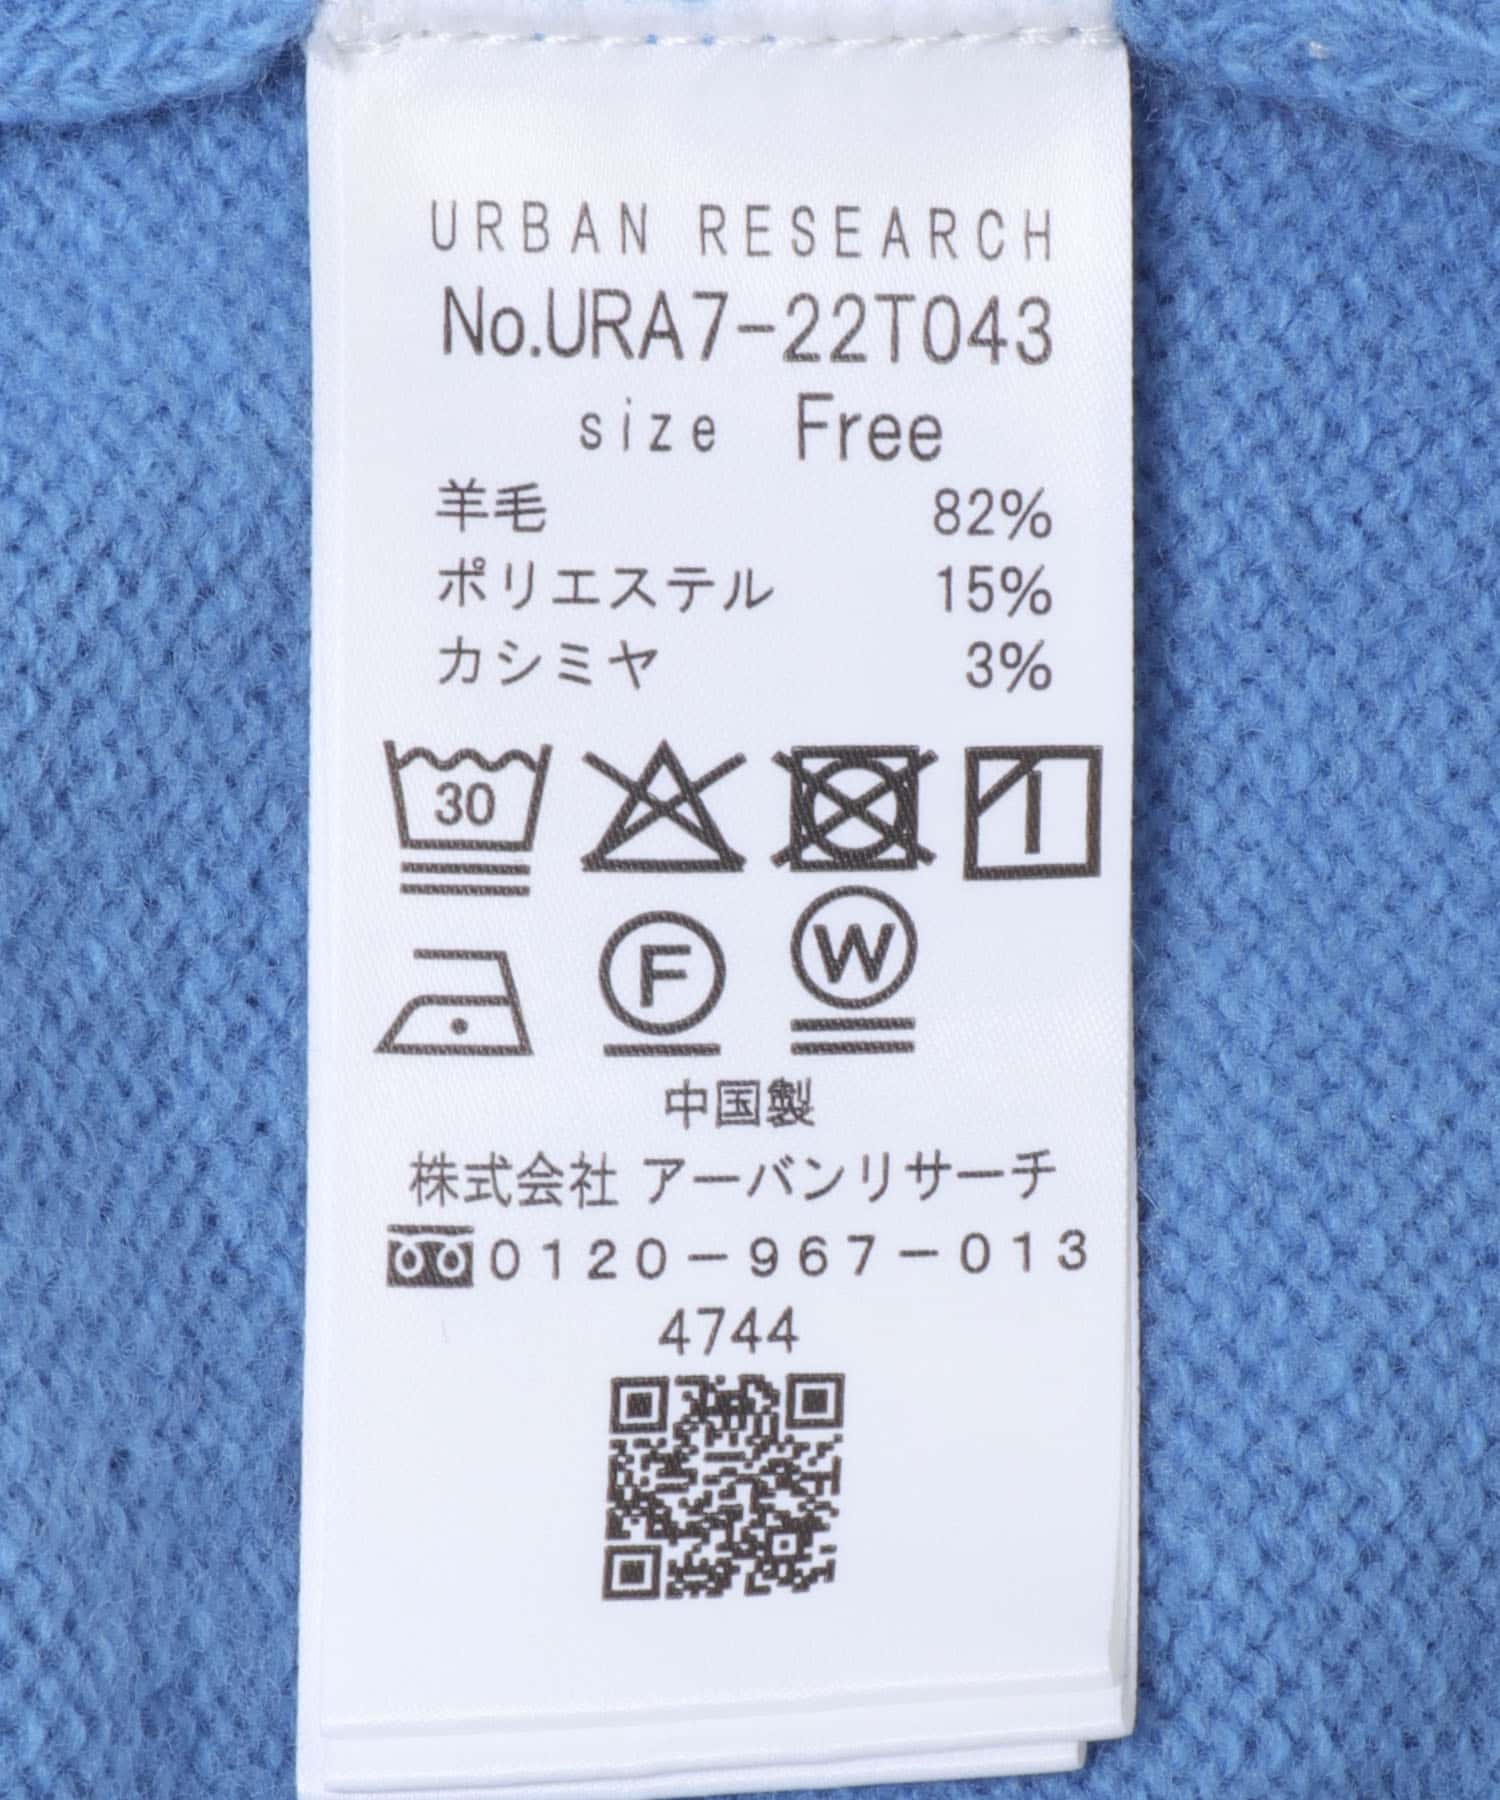 URBAN RESEARCH
No.URA7-22T043
size Free
羊毛 82%
ポリエステル 15%
カシミヤ 3%
30
F W
中国製
株式会社 アーバンリサーチ
0120-967-013
4744